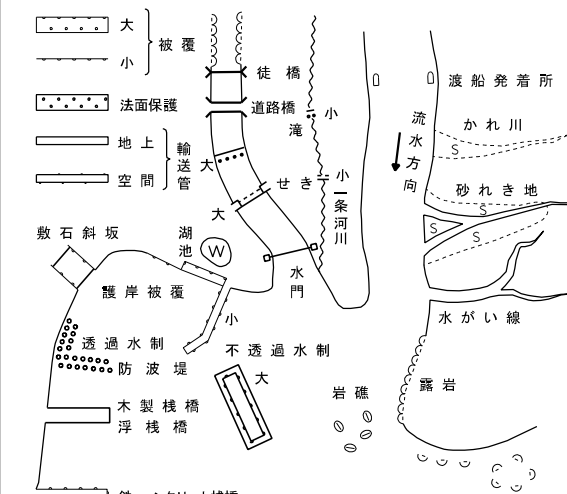 大
小
被覆
法面保護
地上
空間
輸送管
徒橋
道路橋
大
小
滝
せき
小
大
一条河川
水門
流水方向
渡船発着所
かれ川
S
砂れき地
S
S
S
水がい線
敷石斜坂
湖池
W
護岸被覆
小
透過水制
防波堤
不透過水制
大
木製桟橋
浮桟橋
岩礁
露岩